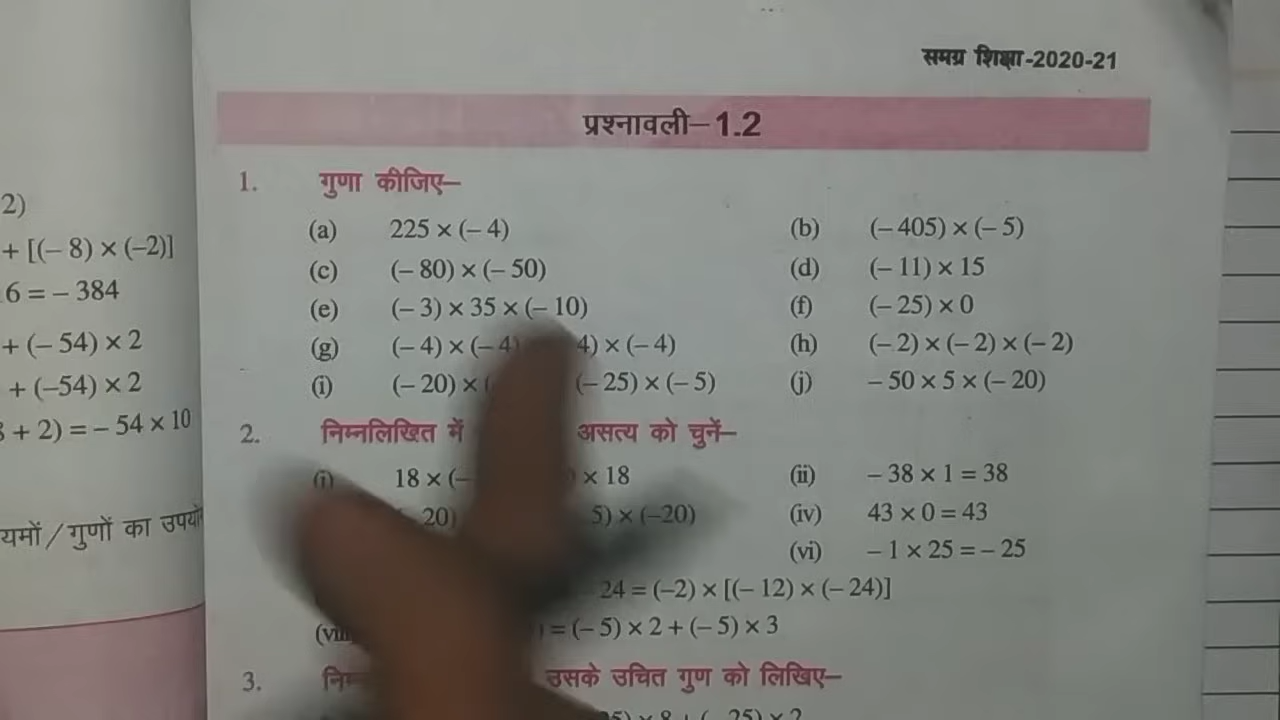 समग्र शिक्षा-2020-21
प्रश्नावली–1.2
1. गुणा कीजिए–
(a) 225 × (– 4) (b) (– 405) × (– 5)
(c) (– 80) × (– 50) (d) (– 11) × 15
(e) (– 3) × 35 × (– 10) (f) (– 25) × 0
(g) (– 4) × (– 4) 4) × (– 4) (h) (– 2) × (– 2) × (– 2)
(i) (– 20) × (– 25) × (– 5) (j) – 50 × 5 × (– 20)
2. निम्नलिखित में असत्य को चुनें–
(i) 18 × (– × 18 (ii) – 38 × 1 = 38
20) 5) × (–20) (iv) 43 × 0 = 43
(vi) – 1 × 25 = – 25
24 = (–2) × [(– 12) × (– 24)]
= (– 5) × 2 + (– 5) × 3
3. उसके उचित गुण को लिखिए–
2)
+ [(– 8) × (–2)]
6 = – 384
+ (– 54) × 2
+ (–54) × 2
+ 2) = – 54 × 10
गुणों का